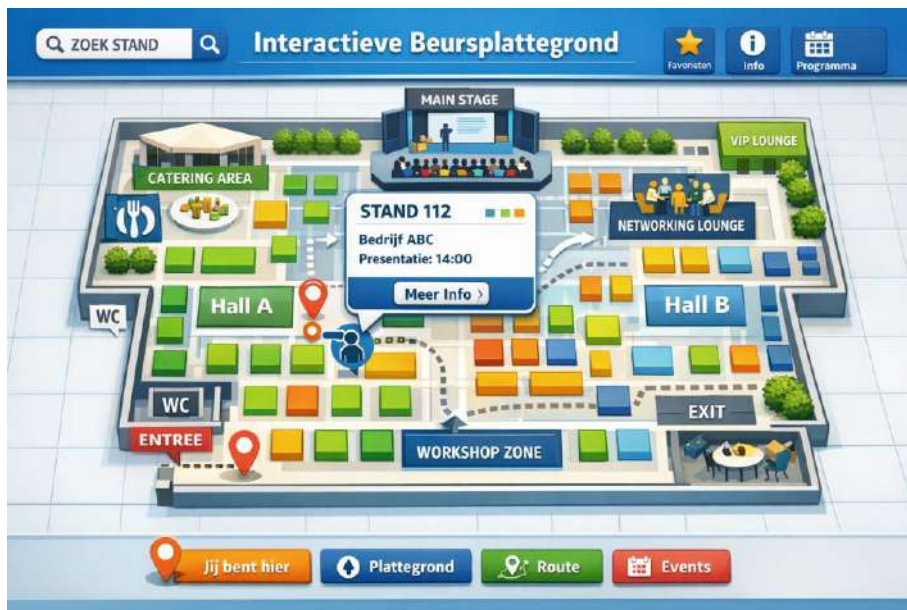 ZOEK STAND
Interactieve Beursplattegrond
Favorieten
Info
Programma
MAIN STAGE
VIP LOUNGE
CATERING AREA
STAND 112
Bedrijf ABC
Presentatie: 14:00
Meer Info >
NETWORKING LOUNGE
Hall A
Hall B
WC
WC
EXIT
ENTREE
WORKSHOP ZONE
Jij bent hier
Plattegrond
Route
Events